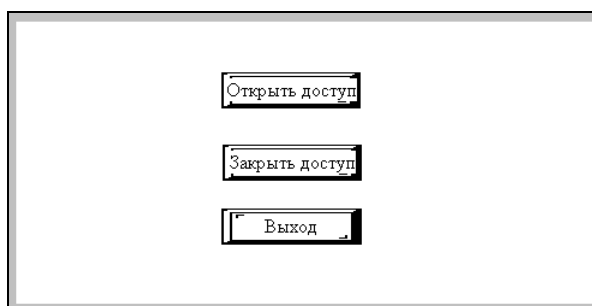 Открыть доступ
Закрыть доступ
Выход